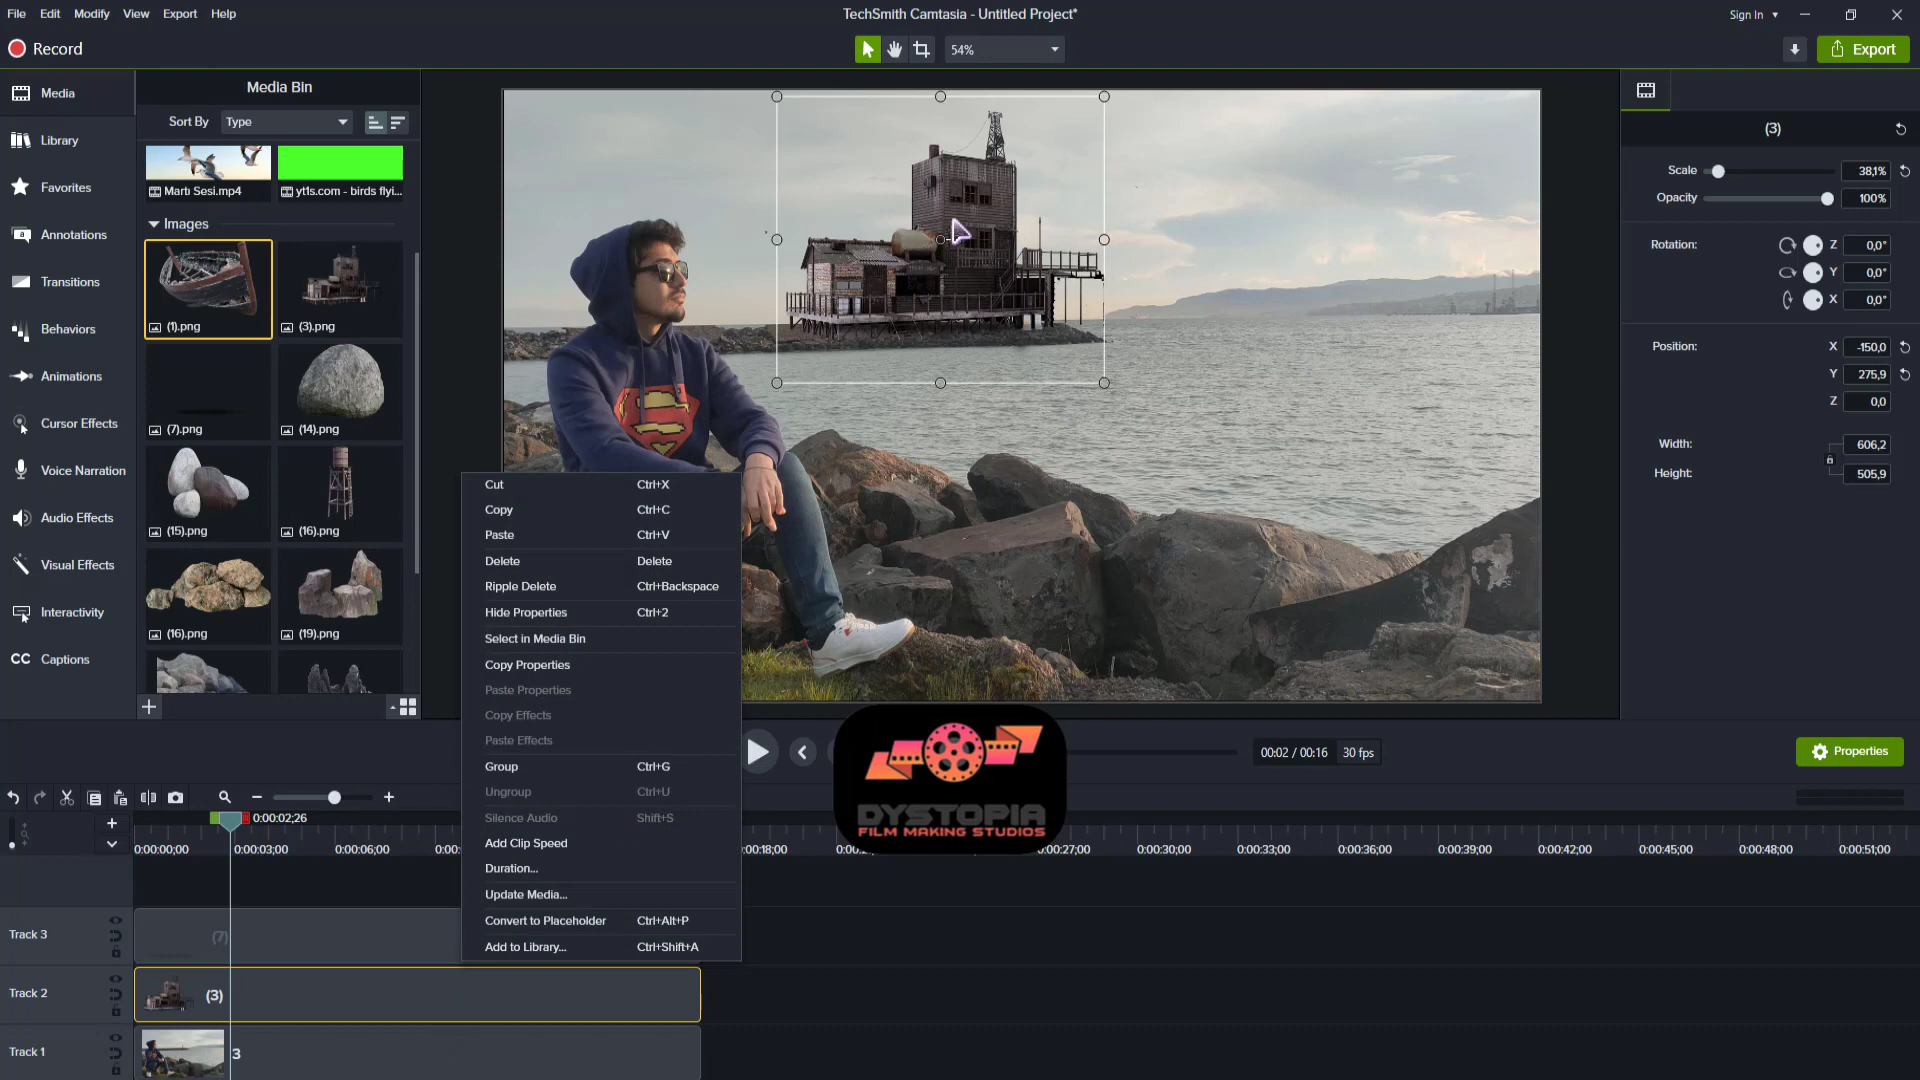 File Edit Modify View Export Help
TechSmith Camtasia - Untitled Project*
Sign In
Record
54%
Export
Media
Library
Favorites
Annotations
Transitions
Behaviors
Animations
Cursor Effects
Voice Narration
Audio Effects
Visual Effects
Interactivity
CC Captions
Media Bin
Sort By Type
Martı Sesi.mp4 yt1s.com - birds flyi...
Images
(1).png (3).png
(7).png (14).png
(15).png (16).png
(16).png (19).png
Cut Ctrl+X
Copy Ctrl+C
Paste Ctrl+V
Delete Delete
Ripple Delete Ctrl+Backspace
Hide Properties Ctrl+2
Select in Media Bin
Copy Properties
Paste Properties
Copy Effects
Paste Effects
Group Ctrl+G
Ungroup Ctrl+U
Silence Audio Shift+S
Add Clip Speed
Duration...
Update Media...
Convert to Placeholder Ctrl+Alt+P
Add to Library... Ctrl+Shift+A
(3)
Scale 38,1%
Opacity 100%
Rotation: Z 0,0°
Y 0,0°
X 0,0°
Position: X -150,0
Y 275,9
Z 0,0
Width: 606,2
Height: 505,9
DYSTOPIA
FILM MAKING STUDIOS
00:02 / 00:16 30 fps
Properties
0:00:02;26
0:00:00;00 0:00:03;00 0:00:06;00 0:00:18;00 0:00:27;00 0:00:30;00 0:00:33;00 0:00:36;00 0:00:39;00 0:00:42;00 0:00:45;00 0:00:48;00 0:00:51;00
Track 3 (7)
Track 2 (3)
Track 1 3